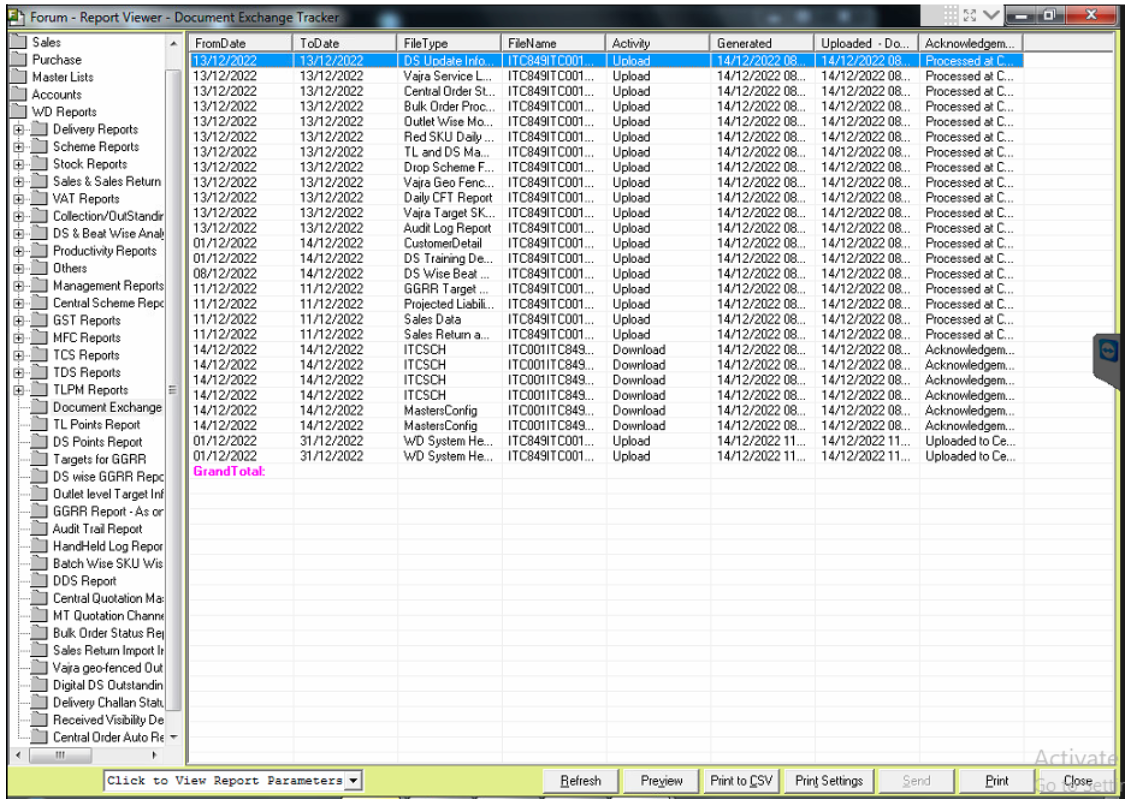 Forum - Report Viewer - Document Exchange Tracker
Sales
Purchase
Master Lists
Accounts
WD Reports
Delivery Reports
Scheme Reports
Stock Reports
Sales & Sales Return
VAT Reports
Collection/OutStandir
DS & Beat Wise Analy
Productivity Reports
Others
Management Reports
Central Scheme Repo
GST Reports
MFC Reports
TCS Reports
TDS Reports
TLPM Reports
Document Exchange
TL Points Report
DS Points Report
Targets for GGRR
DS wise GGRR Repo
Outlet level Target Inf
GGRR Report - As on
Audit Trail Report
HandHeld Log Repor
Batch Wise SKU Wis
DDS Report
Central Quotation Ma
MT Quotation Channe
Bulk Order Status Rep
Sales Return Import Ir
Vajra geo-fenced Out
Digital DS Outstandin
Delivery Challan Statu
Received Visibility De
Central Order Auto Re
FromDate ToDate FileType FileName Activity Generated Uploaded - Do... Acknowledgem...
13/12/2022 13/12/2022 DS Update Info... ITC849ITC001... Upload 14/12/2022 08... 14/12/2022 08... Processed at C...
13/12/2022 13/12/2022 Vajra Service L... ITC849ITC001... Upload 14/12/2022 08... 14/12/2022 08... Processed at C...
13/12/2022 13/12/2022 Central Order St... ITC849ITC001... Upload 14/12/2022 08... 14/12/2022 08... Processed at C...
13/12/2022 13/12/2022 Bulk Order Proc... ITC849ITC001... Upload 14/12/2022 08... 14/12/2022 08... Processed at C...
13/12/2022 13/12/2022 Outlet Wise Mo... ITC849ITC001... Upload 14/12/2022 08... 14/12/2022 08... Processed at C...
13/12/2022 13/12/2022 Red SKU Daily ... ITC849ITC001... Upload 14/12/2022 08... 14/12/2022 08... Processed at C...
13/12/2022 13/12/2022 TL and DS Ma... ITC849ITC001... Upload 14/12/2022 08... 14/12/2022 08... Processed at C...
13/12/2022 13/12/2022 Drop Scheme F... ITC849ITC001... Upload 14/12/2022 08... 14/12/2022 08... Processed at C...
13/12/2022 13/12/2022 Vajra Geo Fenc... ITC849ITC001... Upload 14/12/2022 08... 14/12/2022 08... Processed at C...
13/12/2022 13/12/2022 Daily CFT Report ITC849ITC001... Upload 14/12/2022 08... 14/12/2022 08... Processed at C...
13/12/2022 13/12/2022 Vajra Target SK... ITC849ITC001... Upload 14/12/2022 08... 14/12/2022 08... Processed at C...
13/12/2022 13/12/2022 Audit Log Report ITC849ITC001... Upload 14/12/2022 08... 14/12/2022 08... Processed at C...
01/12/2022 14/12/2022 CustomerDetail ITC849ITC001... Upload 14/12/2022 08... 14/12/2022 08... Processed at C...
01/12/2022 14/12/2022 DS Training De... ITC849ITC001... Upload 14/12/2022 08... 14/12/2022 08... Processed at C...
08/12/2022 14/12/2022 DS Wise Beat ... ITC849ITC001... Upload 14/12/2022 08... 14/12/2022 08... Processed at C...
11/12/2022 11/12/2022 GGRR Target ... ITC849ITC001... Upload 14/12/2022 08... 14/12/2022 08... Processed at C...
11/12/2022 11/12/2022 Projected Liabili... ITC849ITC001... Upload 14/12/2022 08... 14/12/2022 08... Processed at C...
11/12/2022 11/12/2022 Sales Data ITC849ITC001... Upload 14/12/2022 08... 14/12/2022 08... Processed at C...
11/12/2022 11/12/2022 Sales Return a... ITC849ITC001... Upload 14/12/2022 08... 14/12/2022 08... Processed at C...
14/12/2022 14/12/2022 ITCSCH ITC001ITC849... Download 14/12/2022 08... 14/12/2022 08... Acknowledgem...
14/12/2022 14/12/2022 ITCSCH ITC001ITC849... Download 14/12/2022 08... 14/12/2022 08... Acknowledgem...
14/12/2022 14/12/2022 ITCSCH ITC001ITC849... Download 14/12/2022 08... 14/12/2022 08... Acknowledgem...
14/12/2022 14/12/2022 ITCSCH ITC001ITC849... Download 14/12/2022 08... 14/12/2022 08... Acknowledgem...
14/12/2022 14/12/2022 MastersConfig ITC001ITC849... Download 14/12/2022 08... 14/12/2022 08... Acknowledgem...
14/12/2022 14/12/2022 MastersConfig ITC001ITC849... Download 14/12/2022 08... 14/12/2022 08... Acknowledgem...
01/12/2022 31/12/2022 WD System He... ITC849ITC001... Upload 14/12/2022 11... 14/12/2022 11... Uploaded to Ce...
01/12/2022 31/12/2022 WD System He... ITC849ITC001... Upload 14/12/2022 11... 14/12/2022 11... Uploaded to Ce...
GrandTotal:
Activate
Click to View Report Parameters Refresh Preview Print to CSV Print Settings Send Print Close
Go to Setti